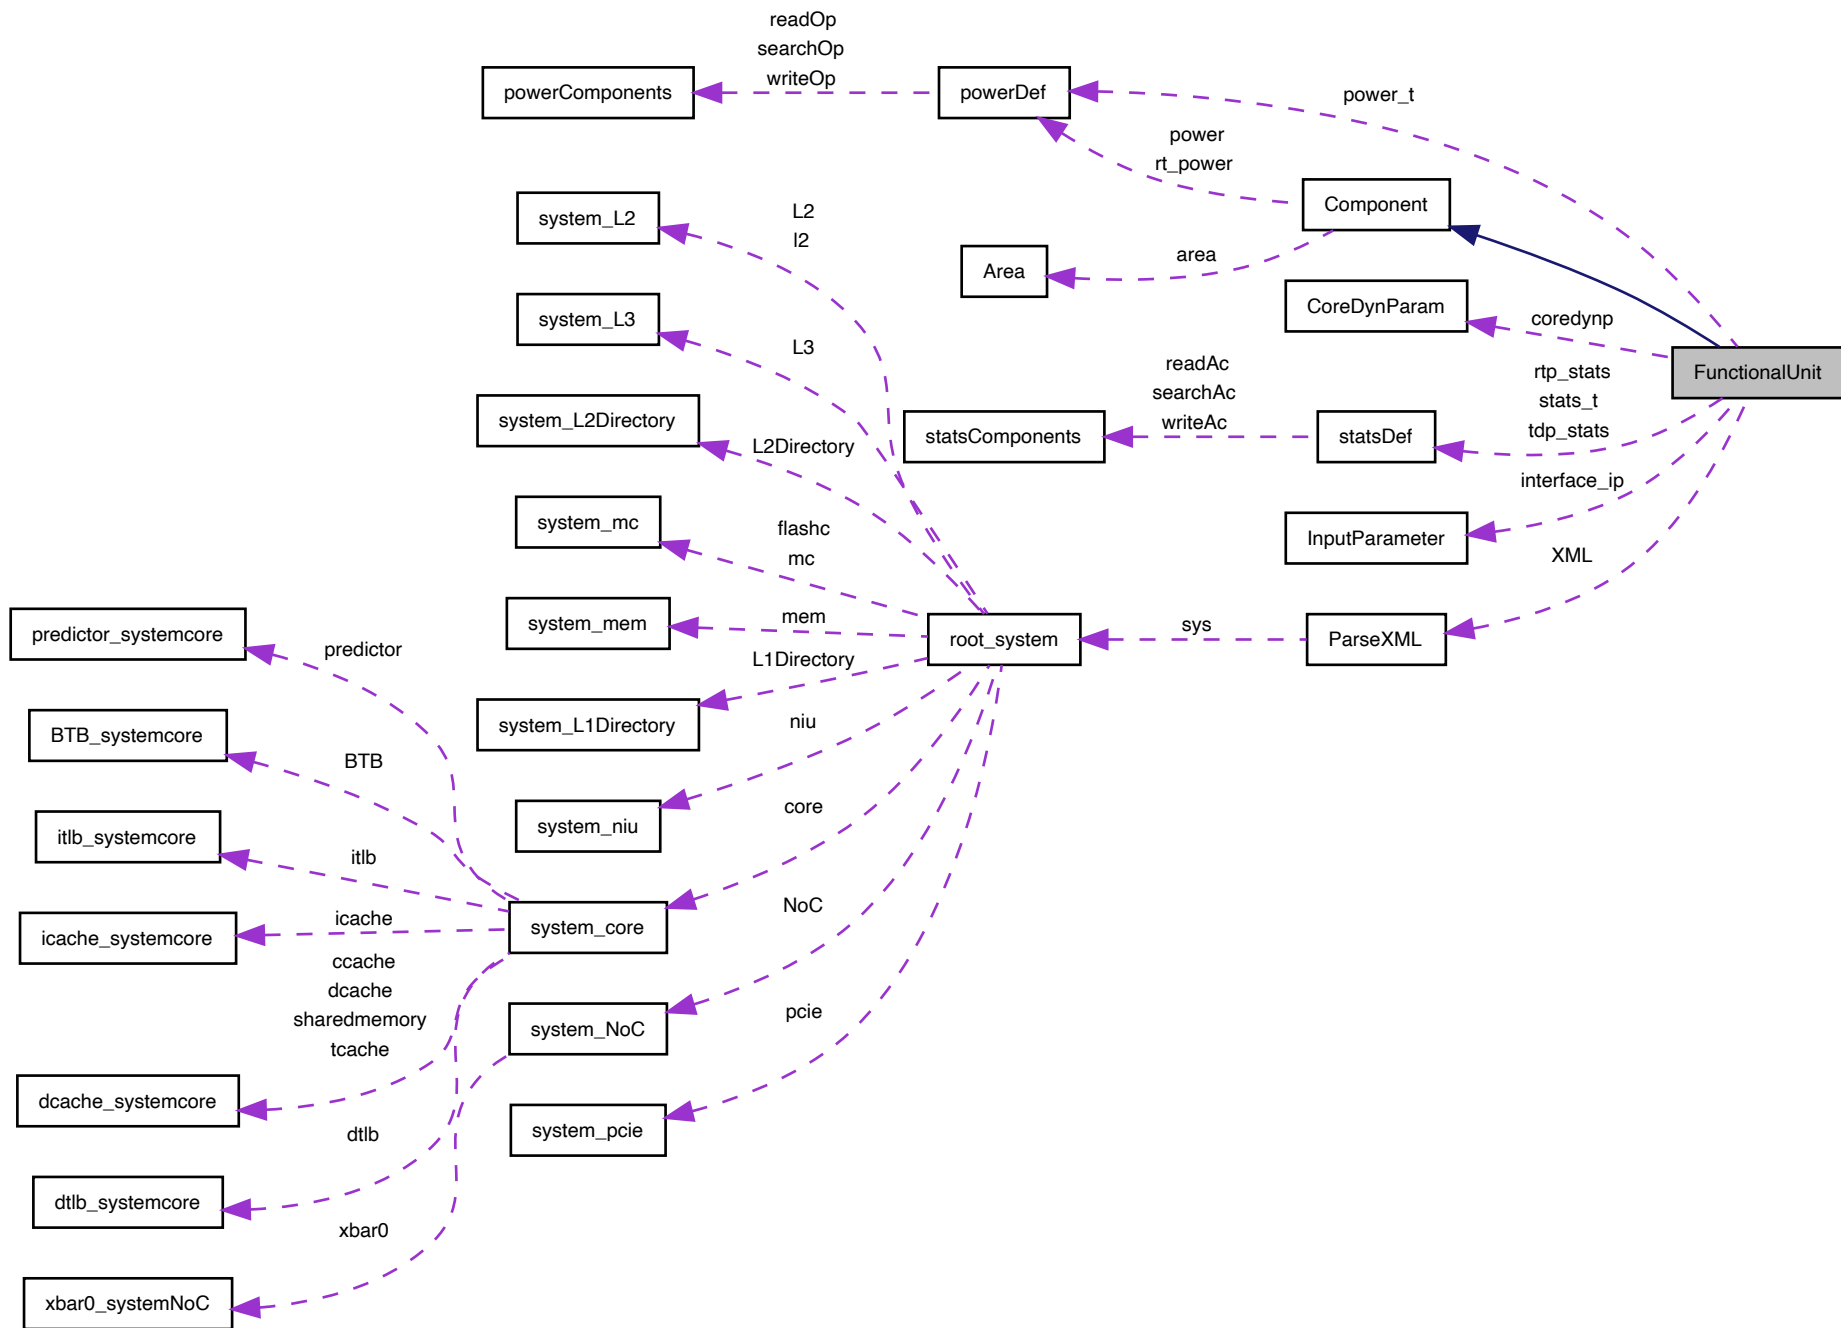 readOp
searchOp
writeOp
powerComponents
powerDef
power_t
power
rt_power
Component
system_L2
L2
l2
Area
area
CoreDynParam
coredynp
system_L3
L3
FunctionalUnit
rtp_stats
stats_t
tdp_stats
readAc
searchAc
writeAc
statsComponents
statsDef
system_L2Directory
L2Directory
interface_ip
InputParameter
XML
system_mc
flashc
mc
system_mem
mem
root_system
sys
ParseXML
predictor_systemcore
predictor
L1Directory
system_L1Directory
niu
BTB_systemcore
BTB
system_niu
core
itlb_systemcore
itlb
icache_systemcore
icache
system_core
NoC
ccache
dcache
sharedmemory
tcache
system_NoC
pcie
dcache_systemcore
dtlb
system_pcie
dtlb_systemcore
xbar0
xbar0_systemNoC